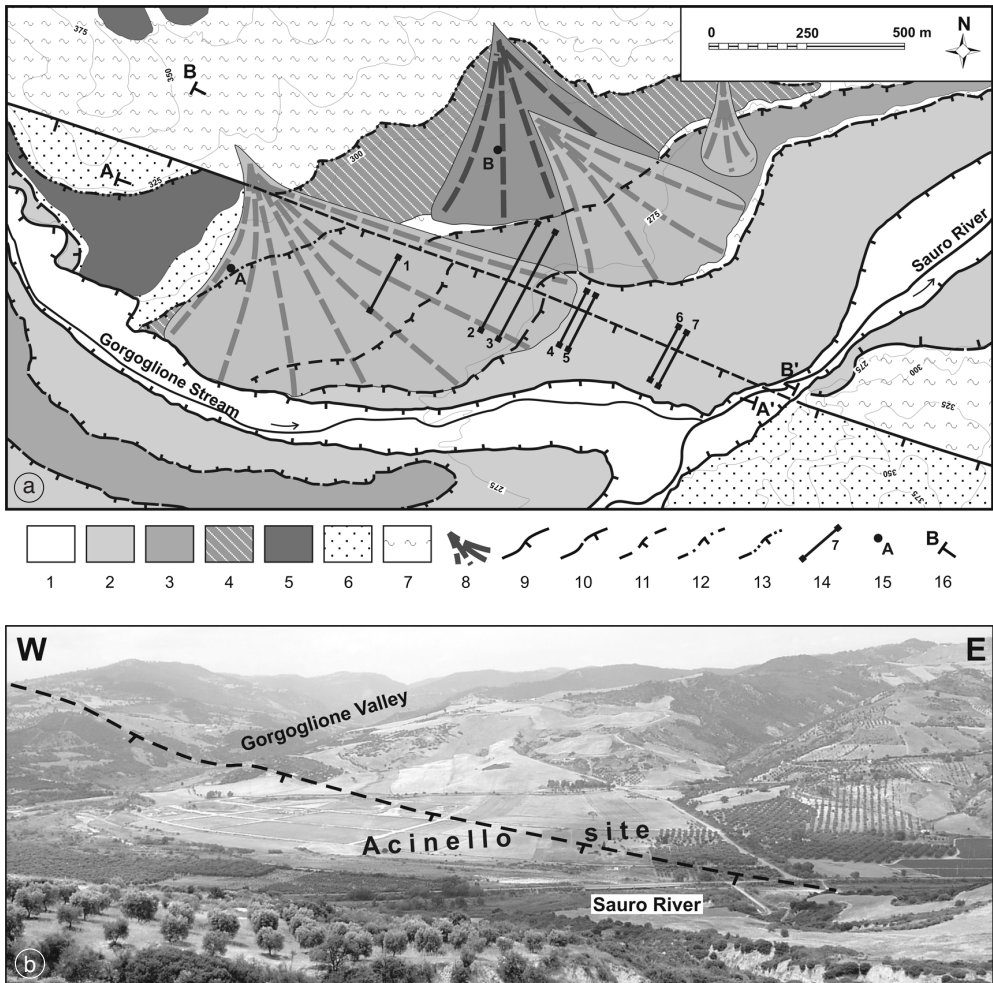 0 250 500 m
N
375
350
B
A
325
300
B
275
A
1
2
3
4
5
6
7
Sauro River
Gorgoglione Stream
B'
A'
275
300
325
350
375
275
a
1 2 3 4 5 6 7 8 9 10 11 12 13 14 15 16
7
A
B
W
E
Gorgoglione Valley
Acinello site
Sauro River
b